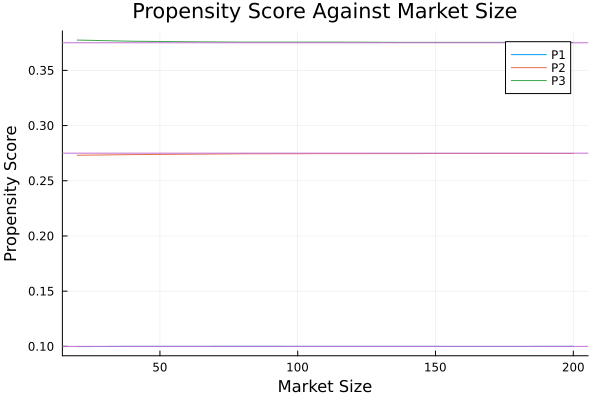 Propensity Score Against Market Size
P1
P2
P3
0.35
0.30
0.25
0.20
0.15
0.10
Propensity Score
50
100
150
200
Market Size